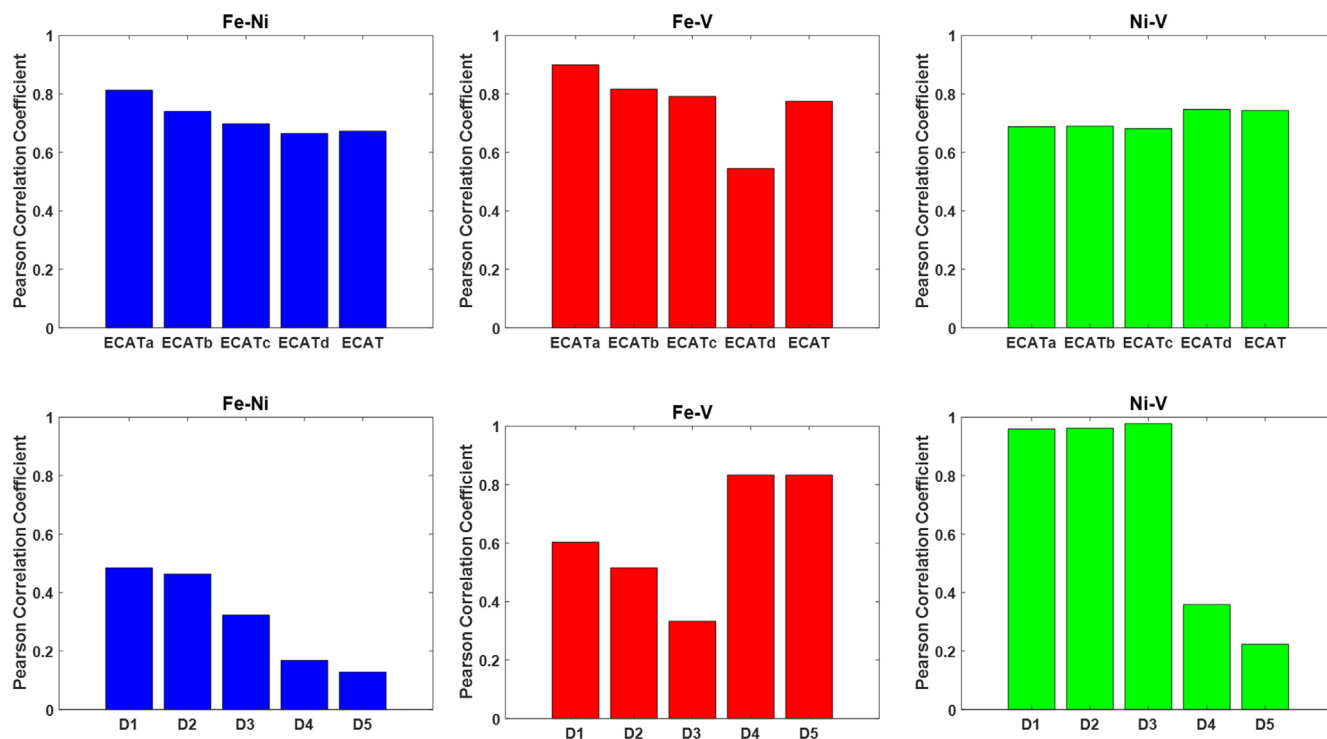 Fe-Ni
Pearson Correlation Coefficient
1
0.8
0.6
0.4
0.2
0
ECATa ECATb ECATc ECATd ECAT
Fe-V
Pearson Correlation Coefficient
1
0.8
0.6
0.4
0.2
0
ECATa ECATb ECATc ECATd ECAT
Ni-V
Pearson Correlation Coefficient
1
0.8
0.6
0.4
0.2
0
ECATa ECATb ECATc ECATd ECAT
Fe-Ni
Pearson Correlation Coefficient
1
0.8
0.6
0.4
0.2
0
D1 D2 D3 D4 D5
Fe-V
Pearson Correlation Coefficient
1
0.8
0.6
0.4
0.2
0
D1 D2 D3 D4 D5
Ni-V
Pearson Correlation Coefficient
1
0.8
0.6
0.4
0.2
0
D1 D2 D3 D4 D5